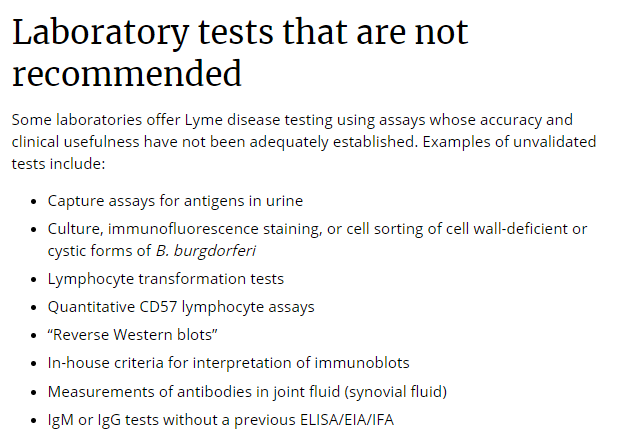 Laboratory tests that are not
recommended
Some laboratories offer Lyme disease testing using assays whose accuracy and
clinical usefulness have not been adequately established. Examples of unvalidated
tests include:
• Capture assays for antigens in urine
• Culture, immunofluorescence staining, or cell sorting of cell wall-deficient or
cystic forms of B. burgdorferi
• Lymphocyte transformation tests
• Quantitative CD57 lymphocyte assays
• “Reverse Western blots”
• In-house criteria for interpretation of immunoblots
• Measurements of antibodies in joint fluid (synovial fluid)
• IgM or IgG tests without a previous ELISA/EIA/IFA